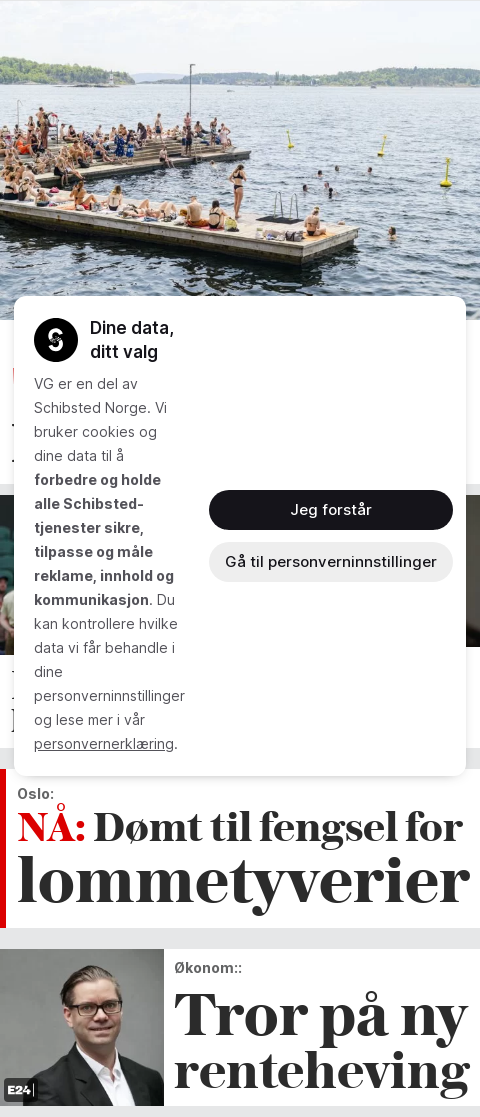 Dine data,
ditt valg
VG er en del av
Schibsted Norge. Vi
bruker cookies og
dine data til å
forbedre og holde
alle Schibsted-
tjenester sikre,
tilpasse og måle
reklame, innhold og
kommunikasjon. Du
kan kontrollere hvilke
data vi får behandle i
dine
personverninnstillinger
og lese mer i vår
personvernerklæring.
Jeg forstår
Gå til personverninnstillinger
Oslo:
NÅ: Dømt til fengsel for
lommetyverier
Økonom::
Tror på ny
renteheving
E24